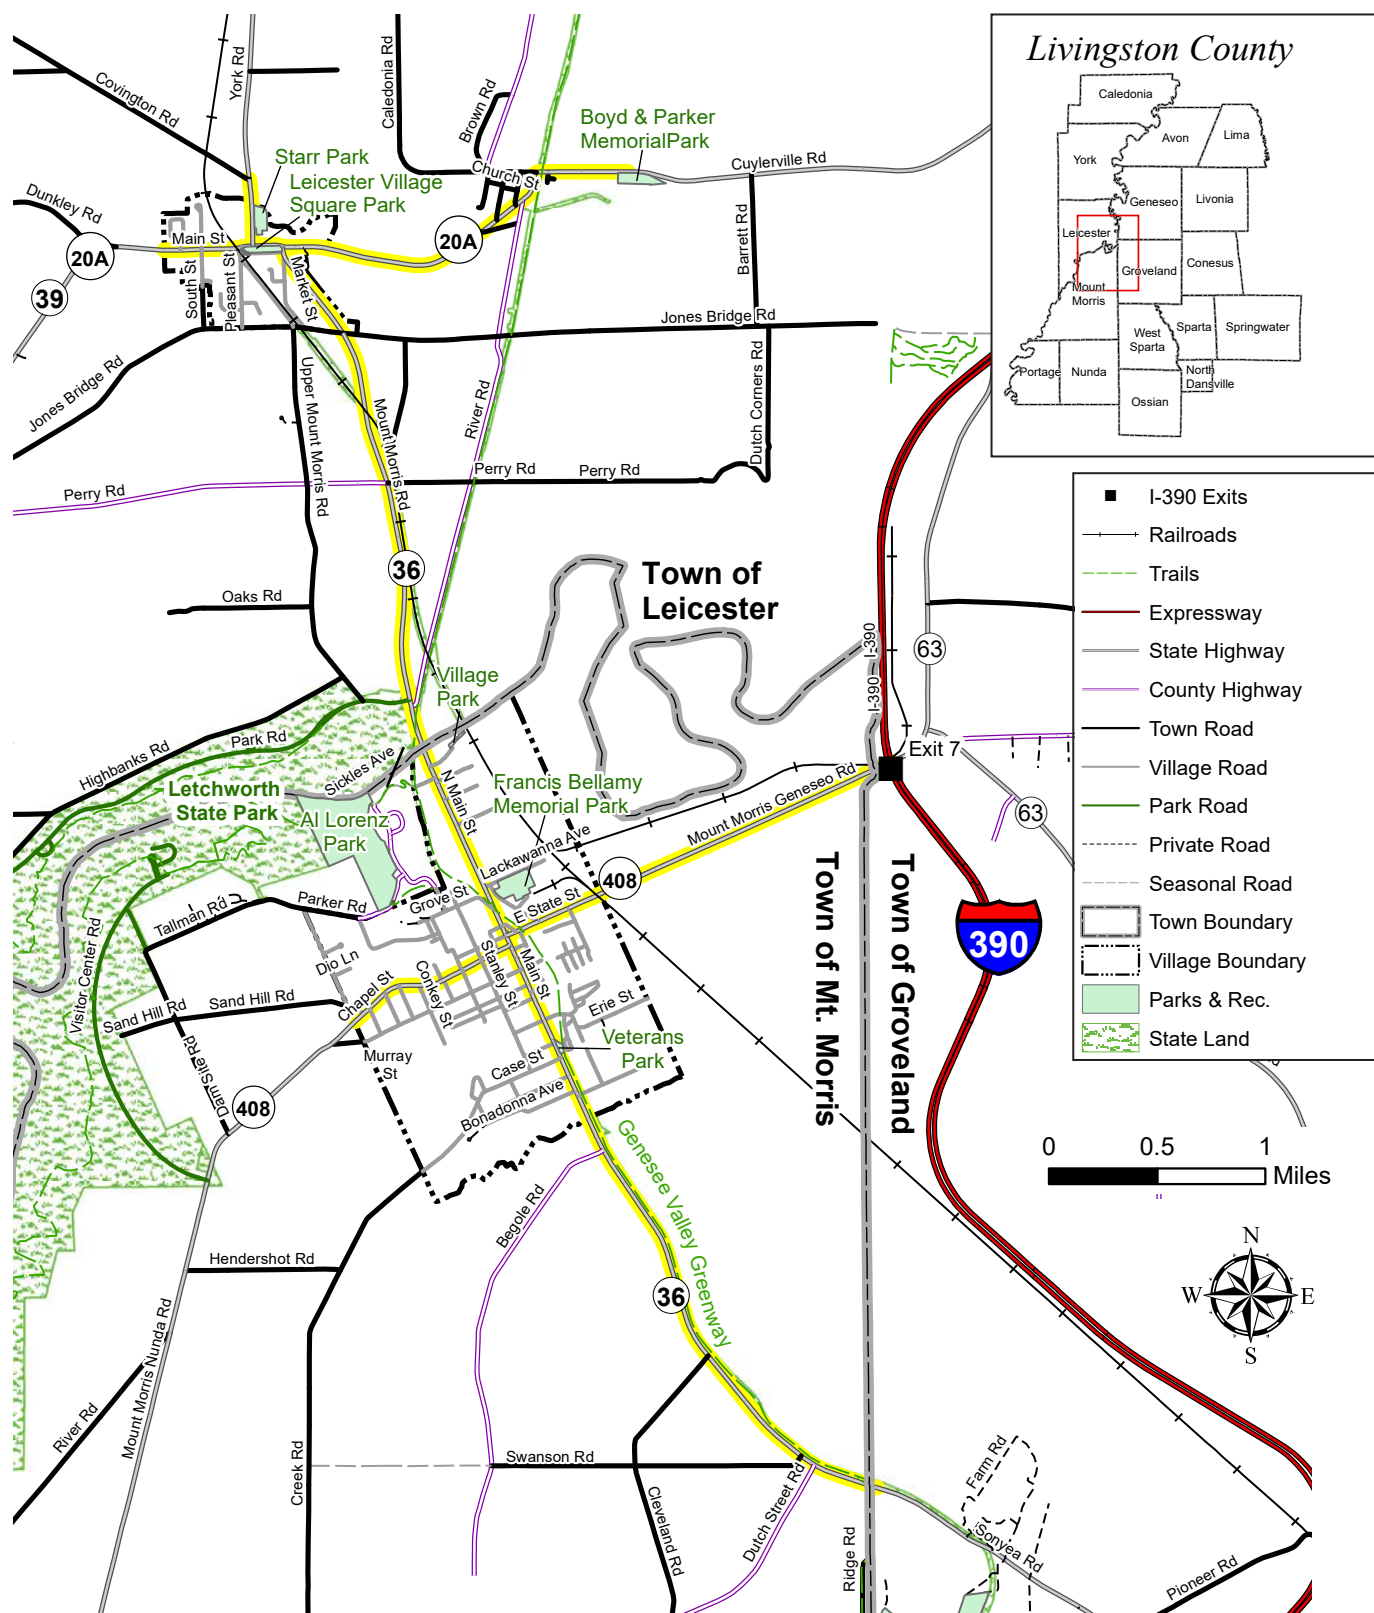 Livingston County
Caledonia
Avon
Lima
York
Geneseo
Livonia
Leicester
Groveland
Conesus
Mount
Morris
West
Sparta
Sparta
Springwater
Portage
Nunda
North
Dansville
Ossian
I-390 Exits
Railroads
Trails
Expressway
State Highway
County Highway
Town Road
Village Road
Park Road
Private Road
Seasonal Road
Town Boundary
Village Boundary
Parks & Rec.
State Land
0
0.5
1
Miles
N
W
E
S
Covington Rd
York Rd
Caledonia Rd
Brown Rd
Boyd & Parker
MemorialPark
Cuylerville Rd
Church St
Starr Park
Leicester Village
Square Park
Dunkley Rd
Main St
20A
20A
39
South St
Pleasant St
Market St
Barrett Rd
Jones Bridge Rd
Jones Bridge Rd
Upper Mount Morris Rd
Mount Morris Rd
River Rd
Dutch Corners Rd
Perry Rd
Perry Rd
Perry Rd
36
Oaks Rd
Town of
Leicester
I-390
I-390
63
Village
Park
Exit 7
63
Highbanks Rd
Park Rd
Sickles Ave
N Main St
Letchworth
State Park
Al Lorenz
Park
Francis Bellamy
Memorial Park
Mount Morris Geneseo Rd
Lackawanna Ave
408
Town of Mt. Morris
Town of Groveland
390
Grove St
E State St
Parker Rd
Tallman Rd
Visitor Center Rd
Dio Ln
Stanley St
Main St
Conkey St
Chapel St
Sand Hill Rd
Sand Hill Rd
Erie St
Murray
St
Veterans
Park
Case St
Bonadonna Ave
Dam Site Rd
408
Genesee Valley Greenway
Begole Rd
Hendershot Rd
36
Mount Morris Nunda Rd
River Rd
Creek Rd
Swanson Rd
Cleveland Rd
Dutch Street Rd
Farm Rd
Sonyea Rd
Ridge Rd
Pioneer Rd